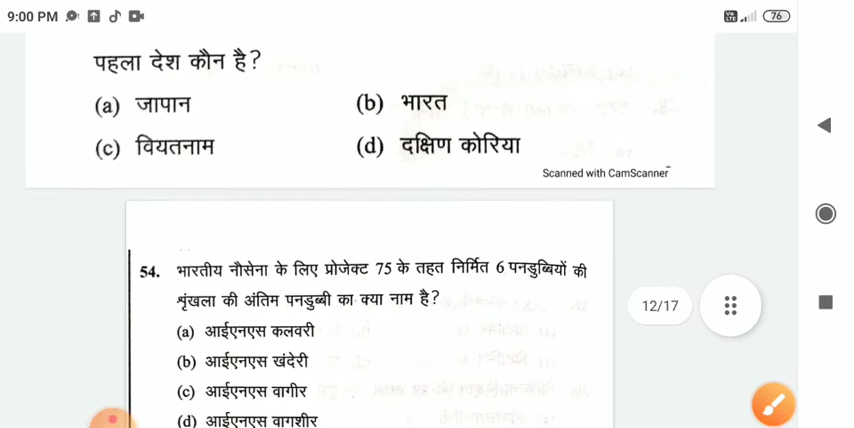 9:00 PM
76
पहला देश कौन है?
(a) जापान (b) भारत
(c) वियतनाम (d) दक्षिण कोरिया
Scanned with CamScanner
54. भारतीय नौसेना के लिए प्रोजेक्ट 75 के तहत निर्मित 6 पनडुब्बियों की
शृंखला की अंतिम पनडुब्बी का क्या नाम है?
(a) आईएनएस कलवरी
(b) आईएनएस खंदेरी
12/17
(c) आईएनएस वागीर
(d) आईएनएस वागशीर